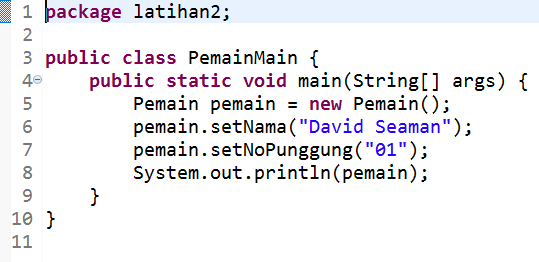 1 package latihan2;
2
3 public class PemainMain {
4 public static void main(String[] args) {
5 Pemain pemain = new Pemain();
6 pemain.setNama("David Seaman");
7 pemain.setNoPunggung("01");
8 System.out.println(pemain);
9 }
10 }
11